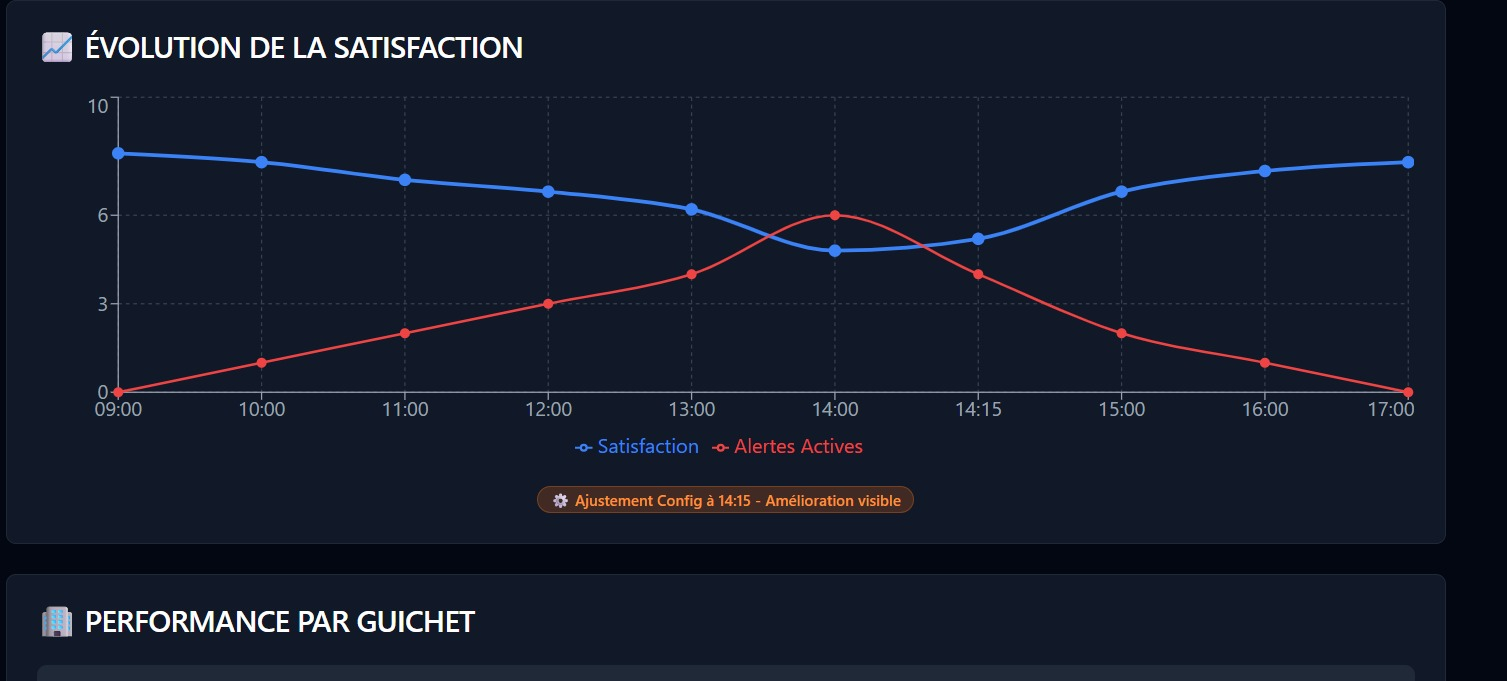 ÉVOLUTION DE LA SATISFACTION
10
6
3
0
09:00 10:00 11:00 12:00 13:00 14:00 14:15 15:00 16:00 17:00
Satisfaction Alertes Actives
Ajustement Config à 14:15 - Amélioration visible
PERFORMANCE PAR GUICHET